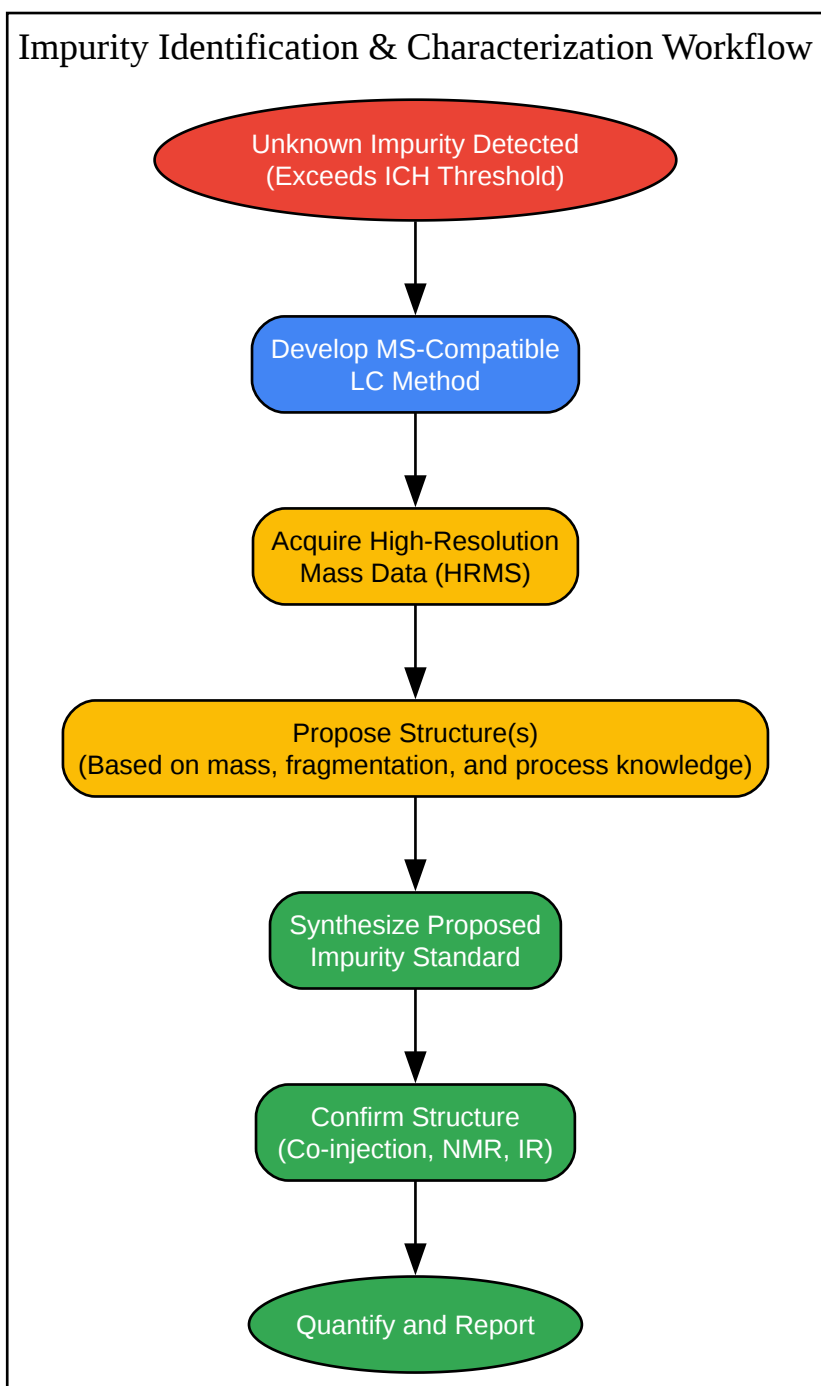 Impurity Identification & Characterization Workflow
Unknown Impurity Detected
(Exceeds ICH Threshold)
Develop MS-Compatible
LC Method
Acquire High-Resolution
Mass Data (HRMS)
Propose Structure(s)
(Based on mass, fragmentation, and process knowledge)
Synthesize Proposed
Impurity Standard
Confirm Structure
(Co-injection, NMR, IR)
Quantify and Report